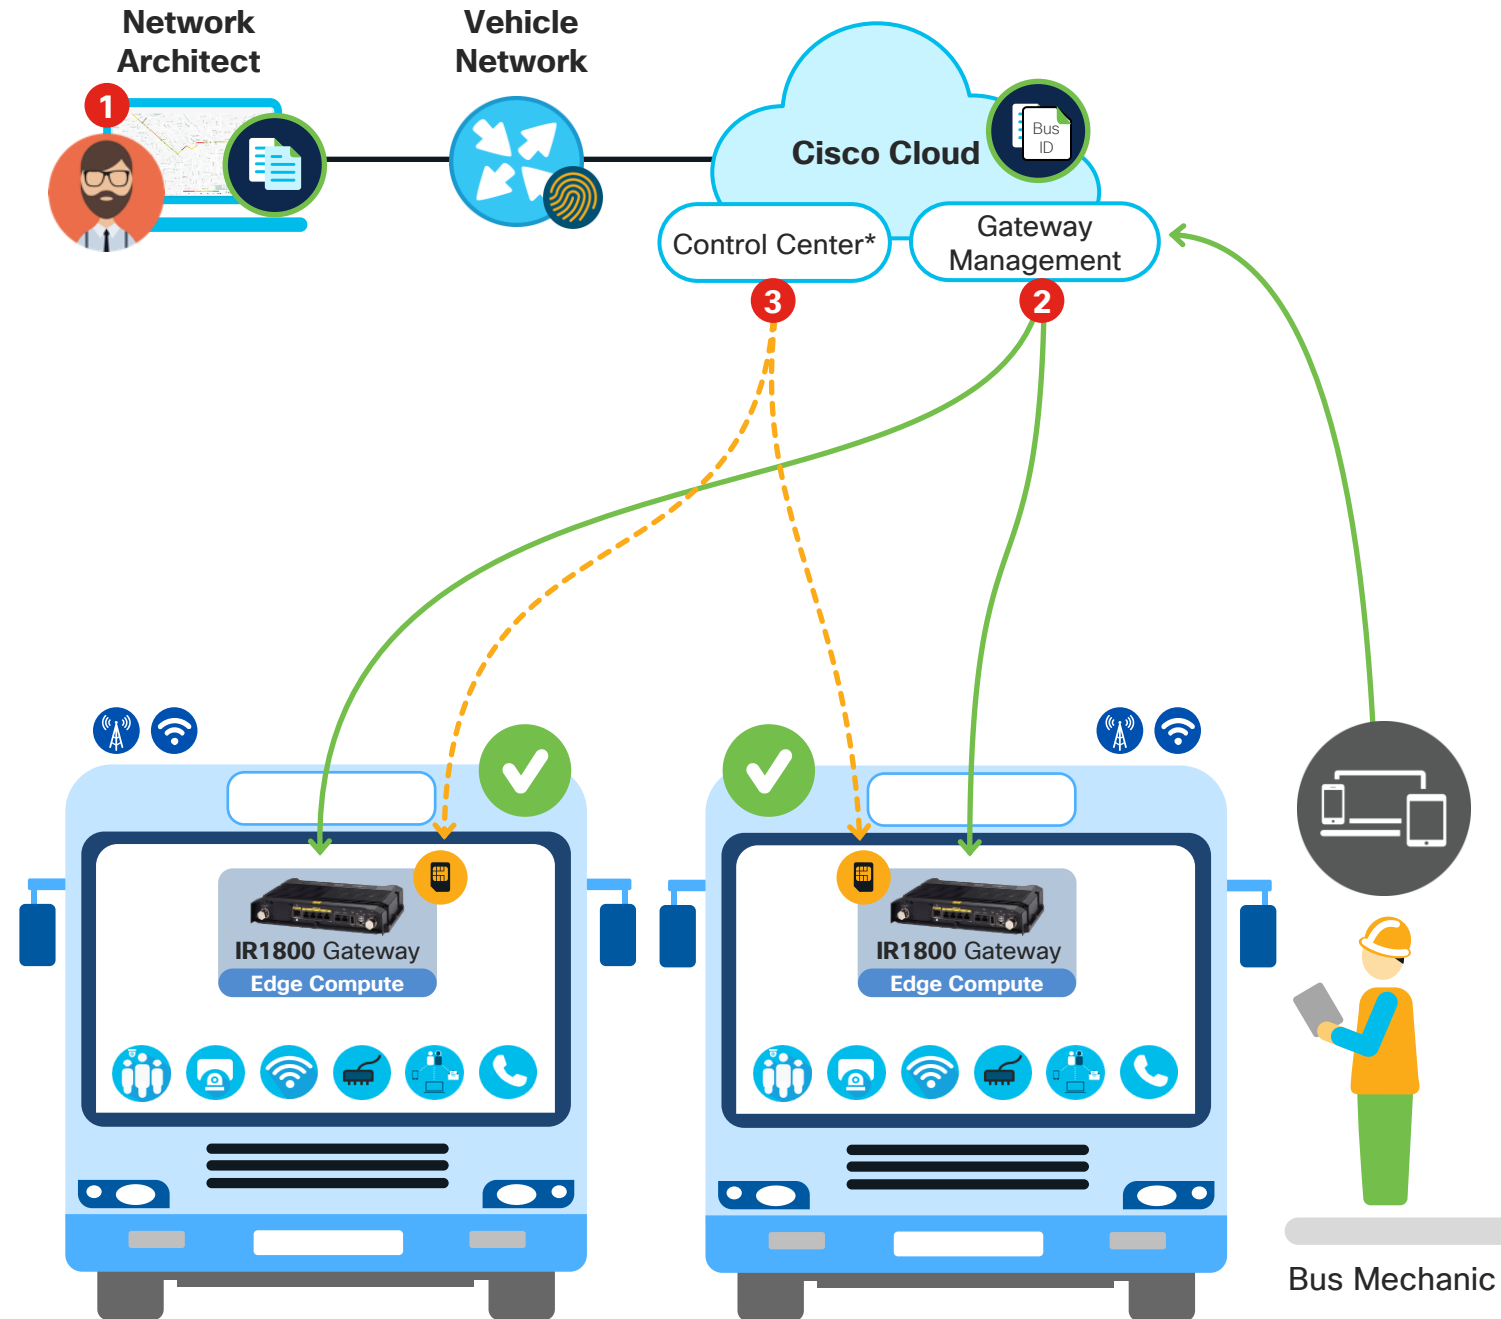 Network
Architect
Vehicle
Network
1
Cisco Cloud
Bus
ID
Control Center*
Gateway
Management
3
2
IR1800 Gateway
Edge Compute
IR1800 Gateway
Edge Compute
Bus Mechanic